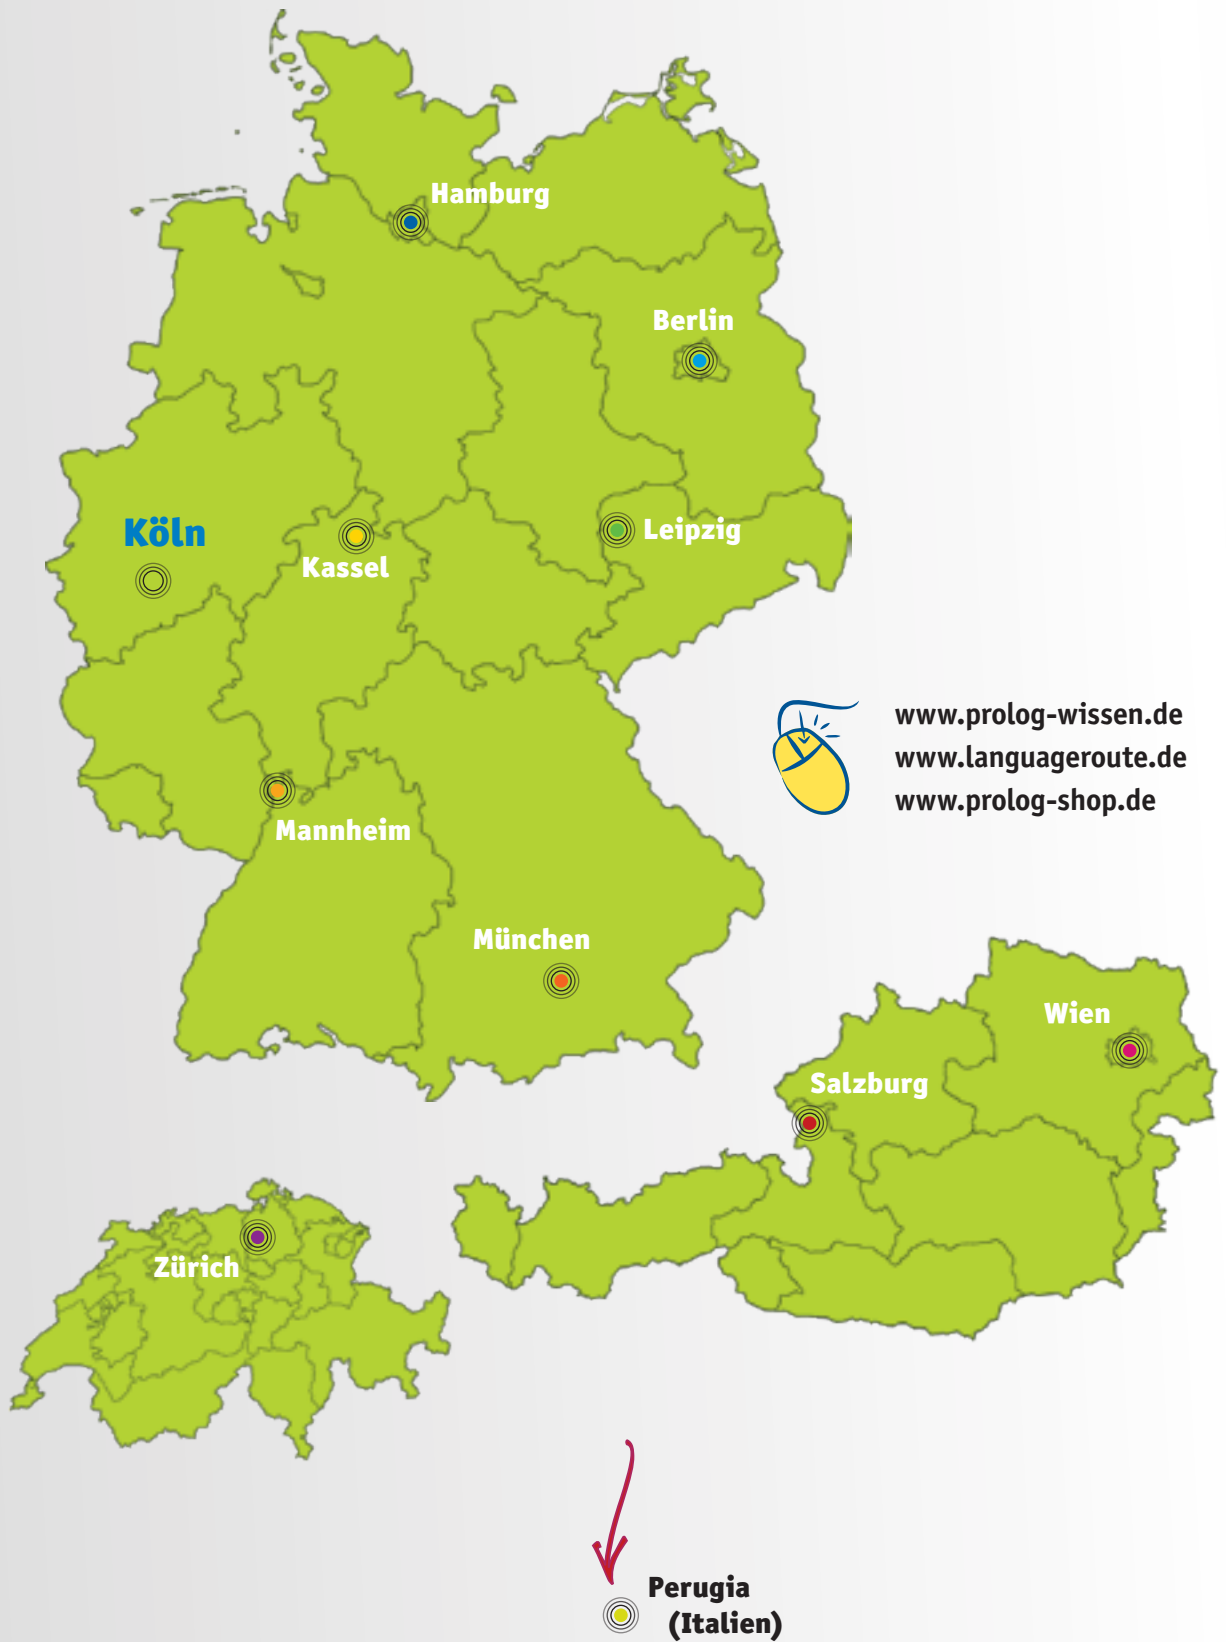 Hamburg
Berlin
Köln
Leipzig
Kassel
www.prolog-wissen.de
www.languageroute.de
www.prolog-shop.de
Mannheim
München
Wien
Salzburg
Zürich
Perugia
(Italien)